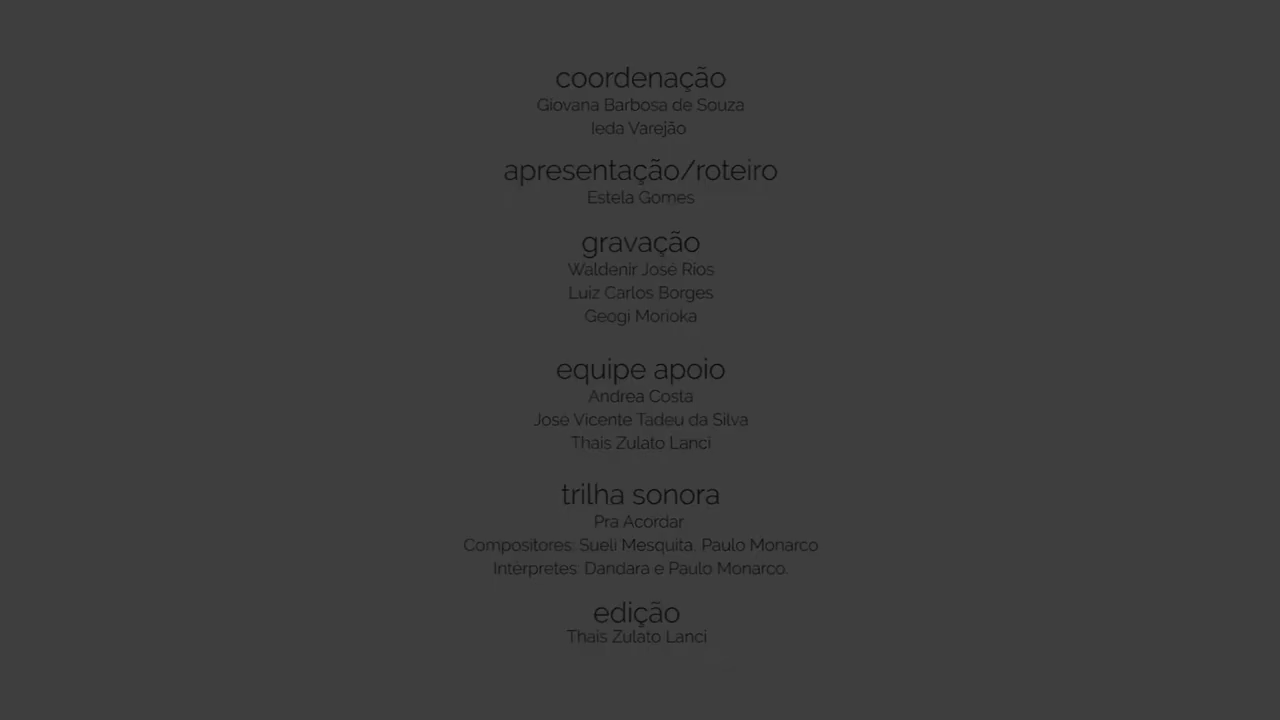 coordenação
Giovana Barbosa de Souza
Ieda Varejão
apresentação/roteiro
Estela Gomes
gravação
Waldenir José Rios
Luiz Carlos Borges
Geogi Morioka
equipe apoio
Andrea Costa
José Vicente Tadeu da Silva
Thais Zulato Lanci
trilha sonora
Pra Acordar
Compositores: Sueli Mesquita, Paulo Monarco
Intérpretes: Dandara e Paulo Monarco.
edição
Thais Zulato Lanci